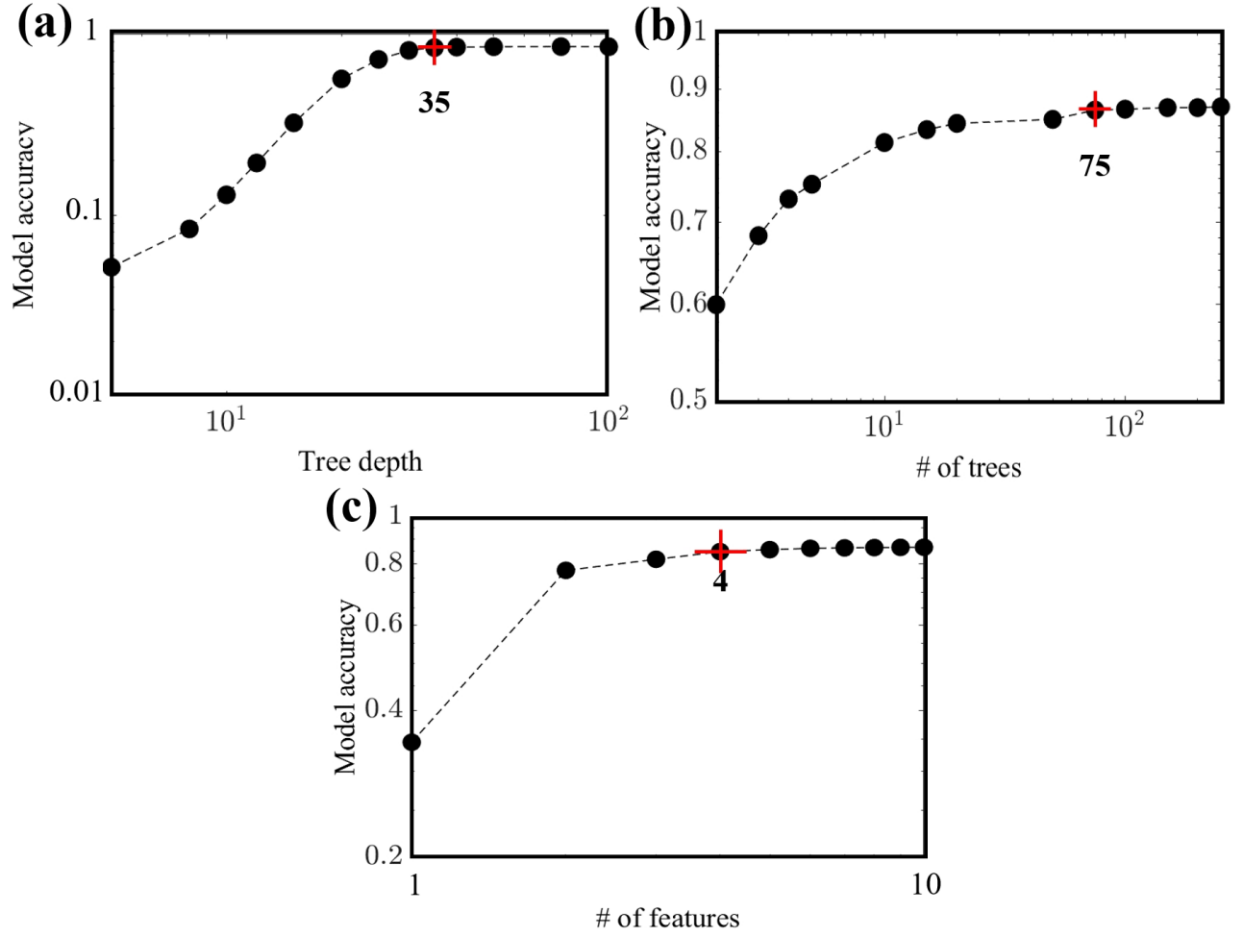 (a)
1
0.1
0.01
Model accuracy
35
10¹
10²
Tree depth
(b)
1
0.9
0.8
0.7
0.6
0.5
Model accuracy
75
10¹
10²
# of trees
(c)
1
0.8
0.6
0.4
0.2
Model accuracy
4
1
10
# of features